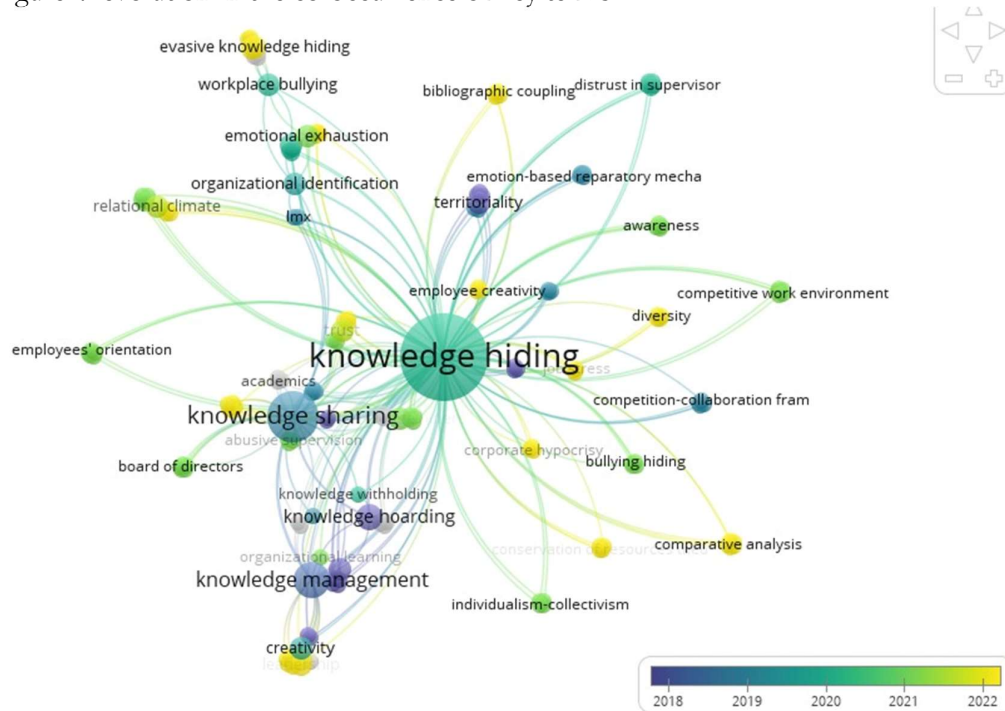 evasive knowledge hiding
workplace bullying
bibliographic coupling
distrust in supervisor
emotional exhaustion
organizational identification
emotion-based reparatory mecha
relational climate
territoriality
lmx
awareness
employee creativity
competitive work environment
diversity
trust
employees' orientation
knowledge hiding
academics
competition-collaboration fram
knowledge sharing
abusive supervision
corporate hypocrisy
board of directors
bullying hiding
knowledge withholding
knowledge hoarding
organizational learning
conservation of resources
comparative analysis
knowledge management
individualism-collectivism
creativity
leadership
2018 2019 2020 2021 2022